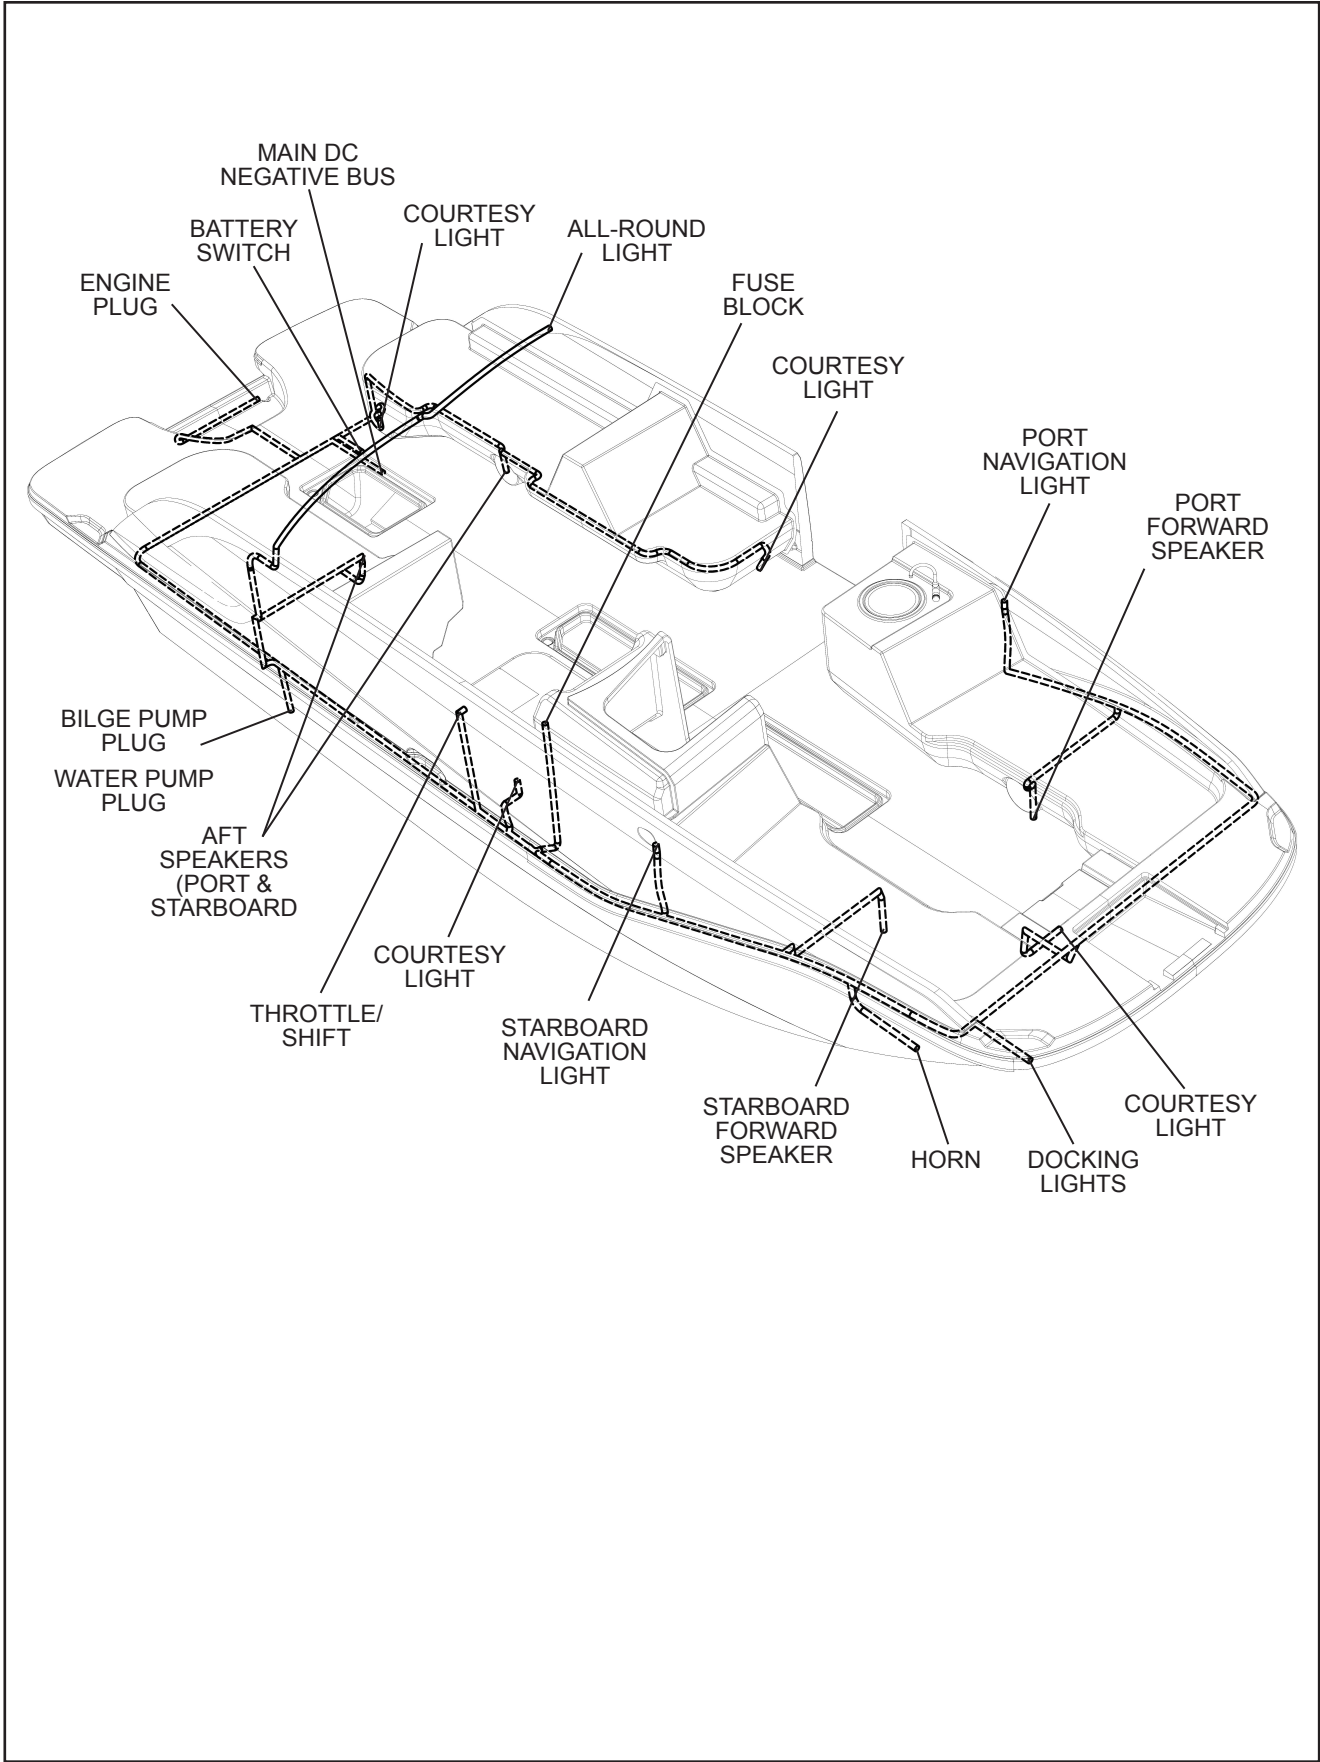 MAIN DC
NEGATIVE BUS
BATTERY
SWITCH
COURTESY
LIGHT
ALL-ROUND
LIGHT
ENGINE
PLUG
FUSE
BLOCK
COURTESY
LIGHT
PORT
NAVIGATION
LIGHT
PORT
FORWARD
SPEAKER
BILGE PUMP
PLUG
WATER PUMP
PLUG
AFT
SPEAKERS
(PORT &
STARBOARD
COURTESY
LIGHT
THROTTLE/
SHIFT
STARBOARD
NAVIGATION
LIGHT
STARBOARD
FORWARD
SPEAKER
HORN
DOCKING
LIGHTS
COURTESY
LIGHT